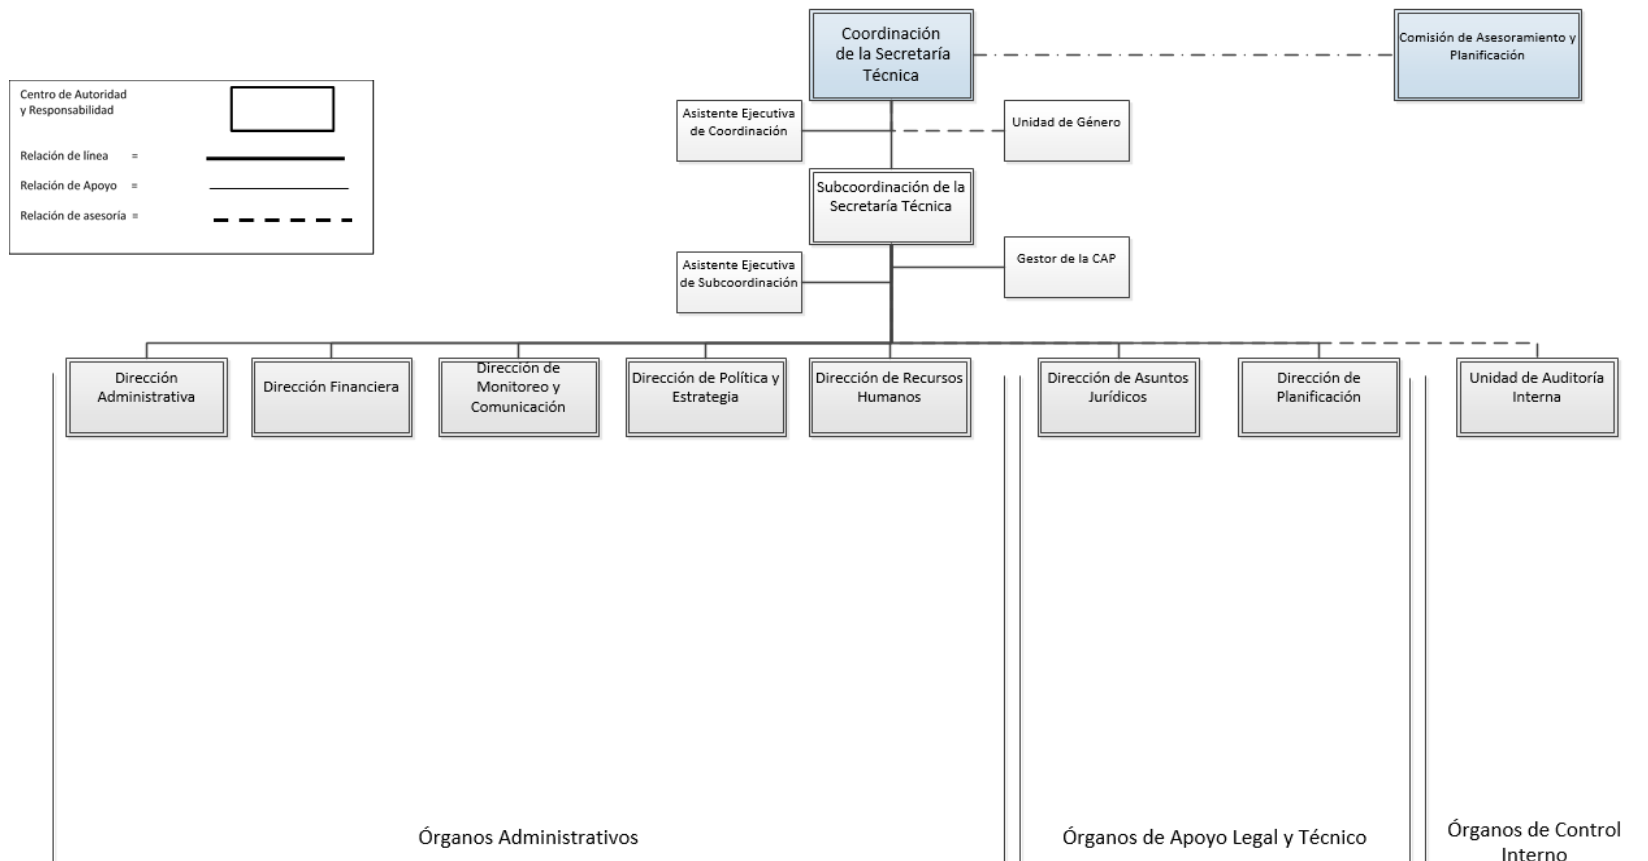 Coordinación
de la Secretaría
Técnica
Comisión de Asesoramiento y
Planificación
Centro de Autoridad
y Responsabilidad
Relación de línea =
Relación de Apoyo =
Relación de asesoría =
Asistente Ejecutiva
de Coordinación
Unidad de Género
Subcoordinación de la
Secretaría Técnica
Asistente Ejecutiva
de Subcoordinación
Gestor de la CAP
Dirección
Administrativa
Dirección Financiera
Dirección de
Monitoreo y
Comunicación
Dirección de Política y
Estrategia
Dirección de Recursos
Humanos
Dirección de Asuntos
Jurídicos
Dirección de
Planificación
Unidad de Auditoría
Interna
Órganos Administrativos
Órganos de Apoyo Legal y Técnico
Órganos de Control
Interno